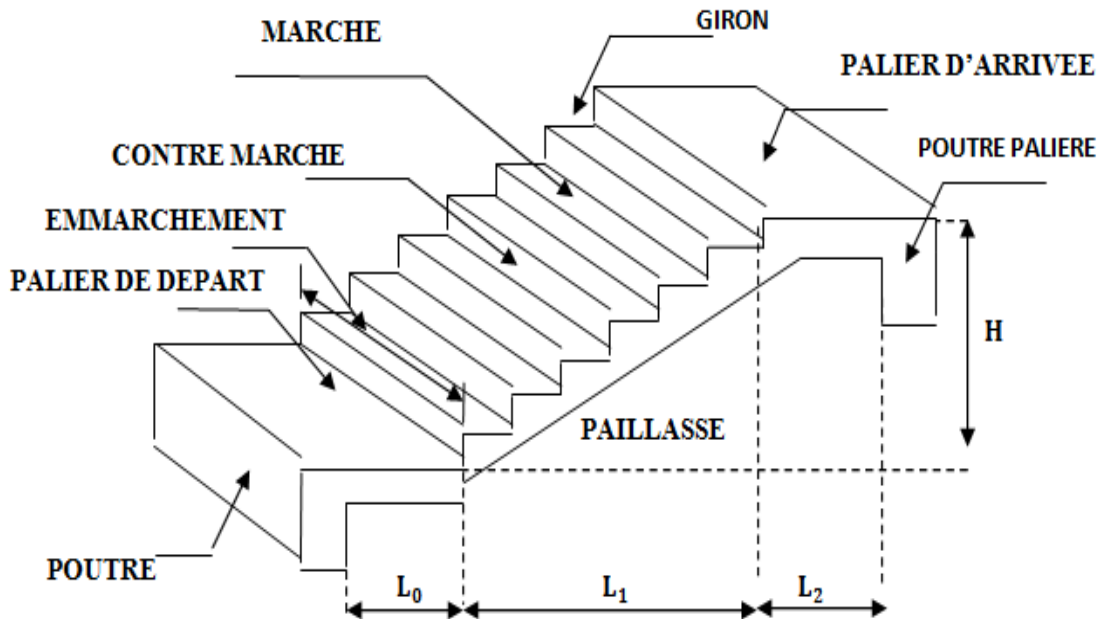 GIRON
MARCHE
PALIER D'ARRIVEE
CONTRE MARCHE
POUTRE PALIERE
EMMARCHEMENT
PALIER DE DEPART
H
PAILLASSE
POUTRE
L₀
L₁
L₂